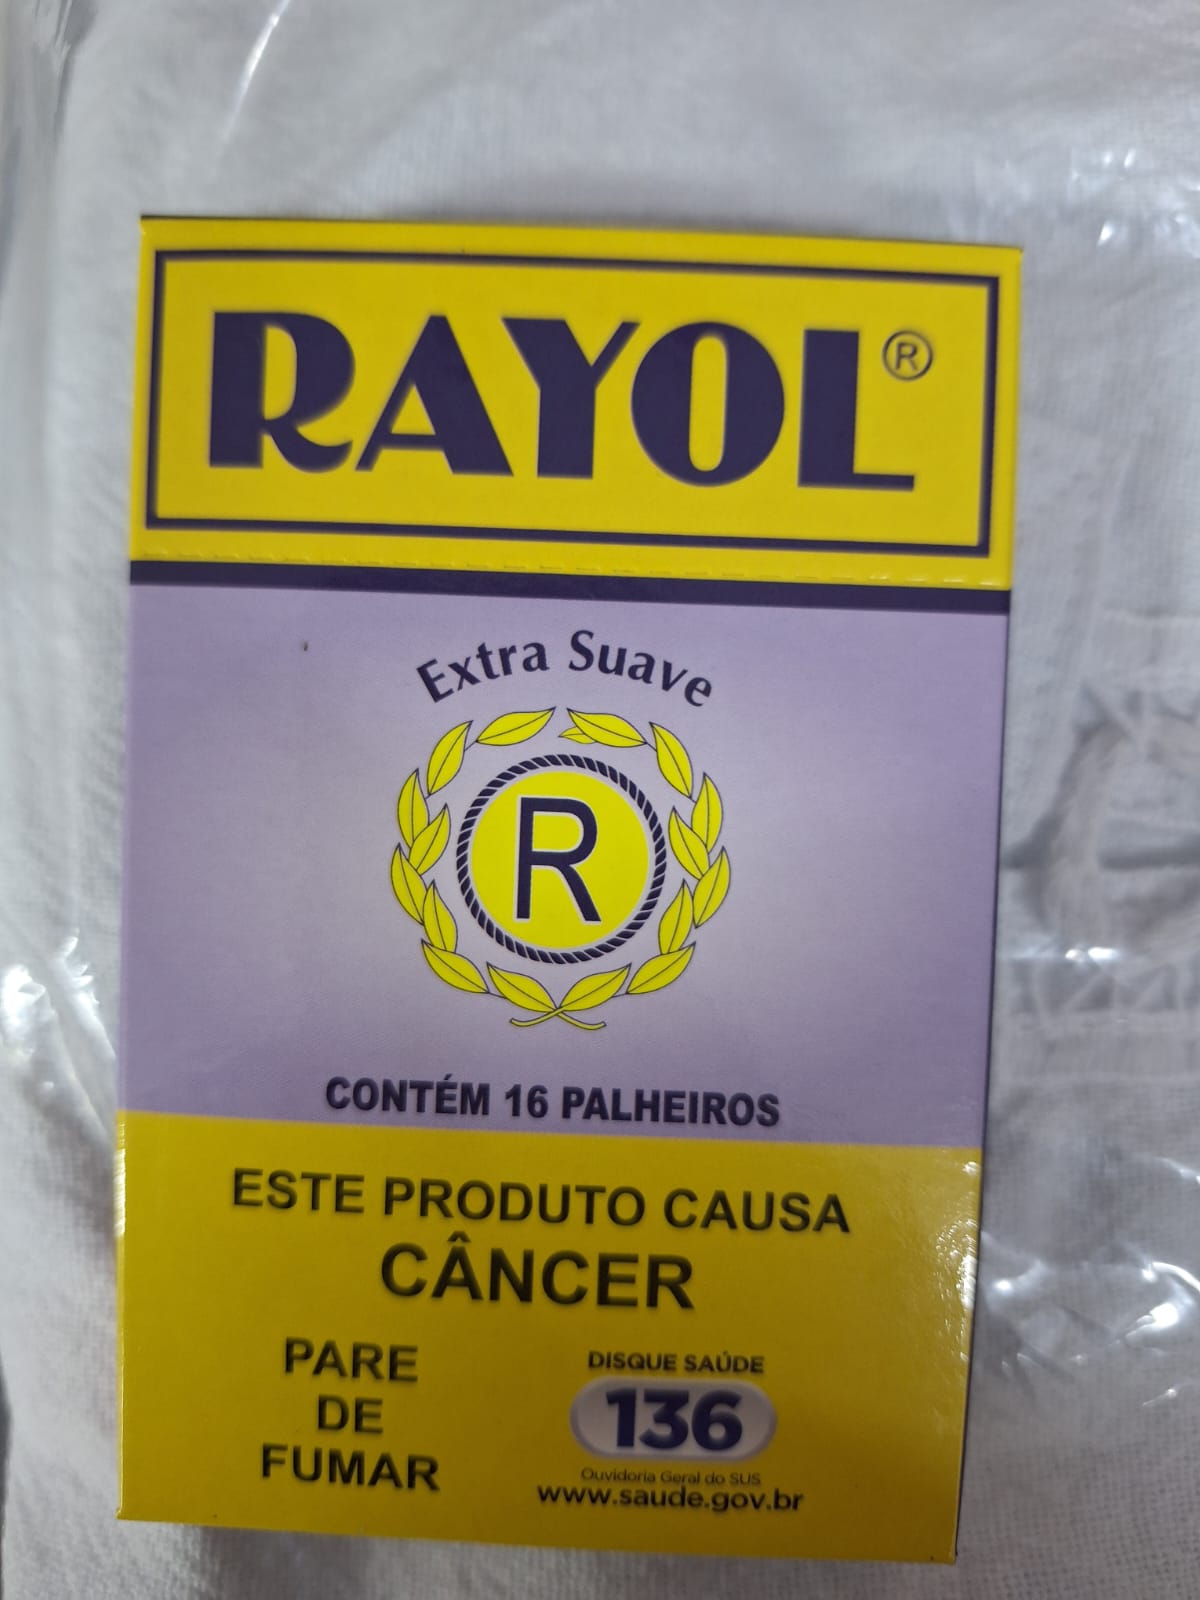 RAYOL®
Extra Suave
R
CONTÉM 16 PALHEIROS
ESTE PRODUTO CAUSA
CÂNCER
PARE
DE
FUMAR
DISQUE SAÚDE
136
Ouvidoria Geral do SUS
www.saude.gov.br